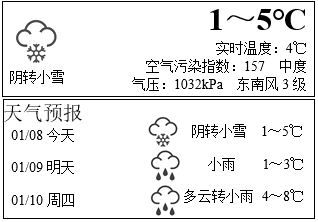 1～5℃
实时温度：4℃
阴转小雪
空气污染指数：157 中度
气压：1032kPa 东南风3级
天气预报
01/08 今天 阴转小雪 1～5℃
01/09 明天 小雨 1～3℃
01/10 周四 多云转小雨 4～8℃